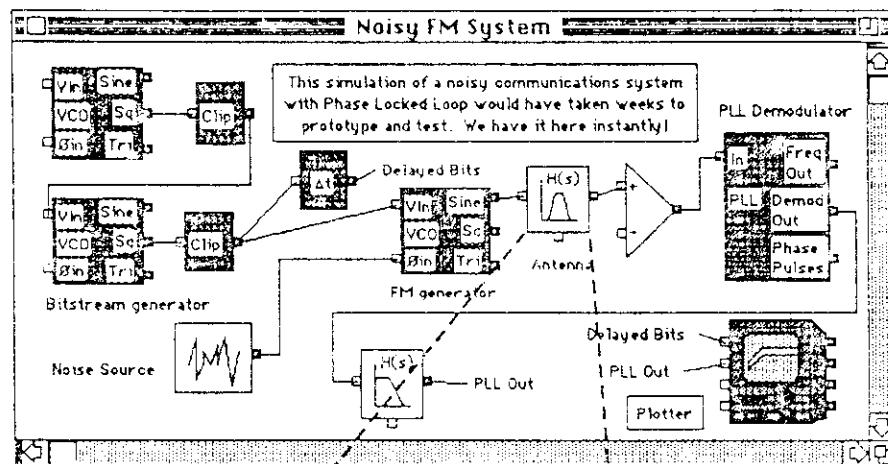 Noisy FM System
This simulation of a noisy communications system
with Phase Locked Loop would have taken weeks to
prototype and test. We have it here instantly!
VIn
Sine
VCO
Sq
Øin
Tri
Clip
PLL Demodulator
In
Freq
Out
PLL
Demod
Out
Phase
Pulses
Δt
Delayed Bits
VIn
Sine
VCO
Sq
Øin
Tri
Clip
Bitstream generator
VIn
Sine
VCO
Sq
Øin
Tri
FM generator
H(s)
Antenna
+
-
Noise Source
H(s)
PLL Out
Delayed Bits
PLL Out
Plotter